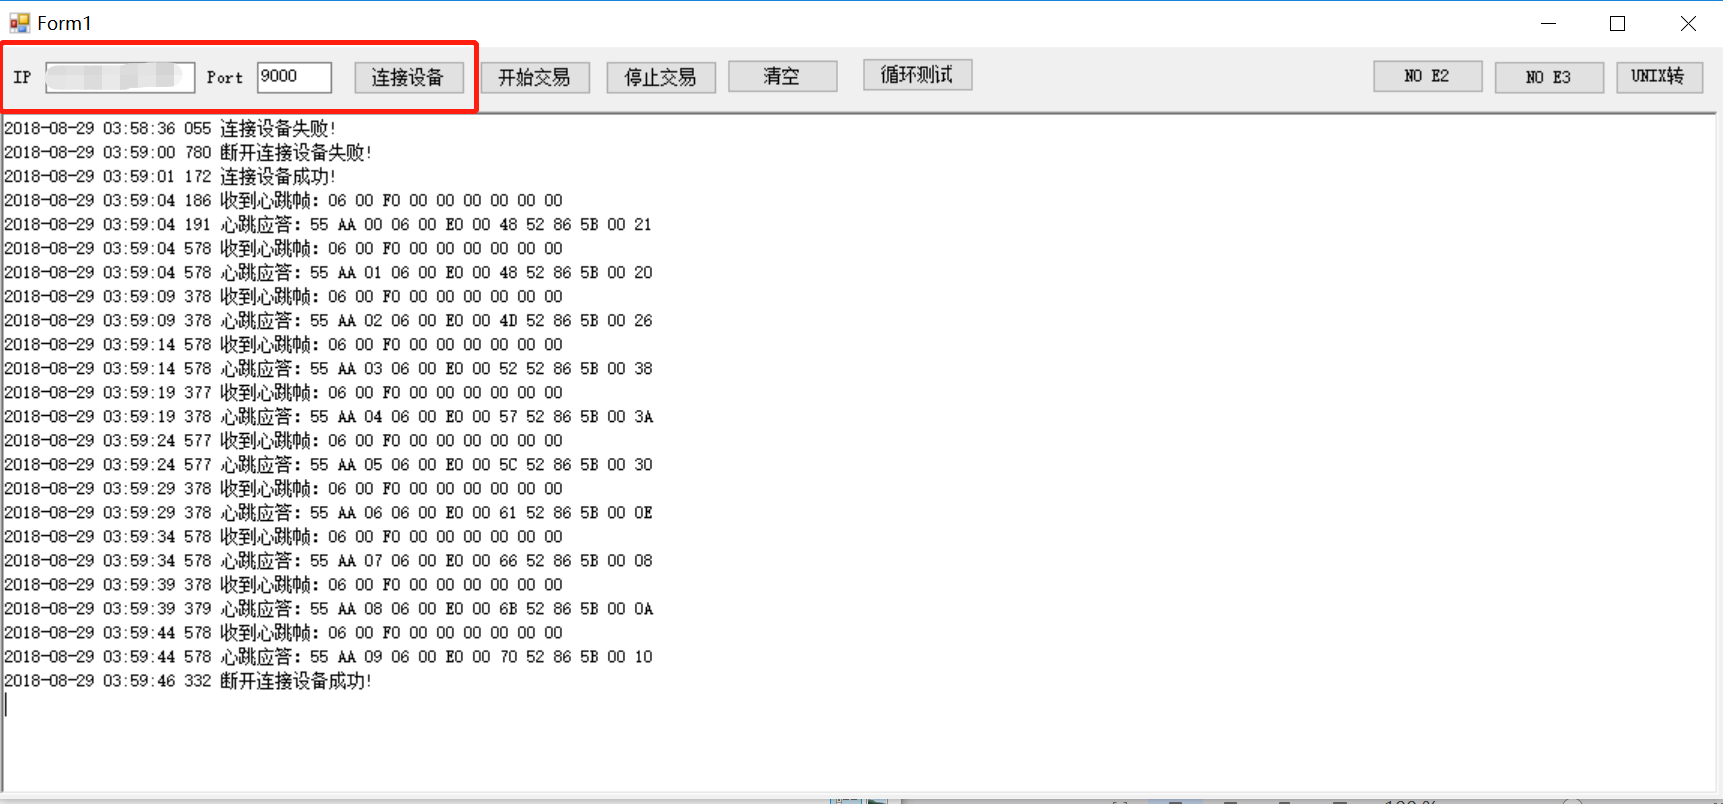 Form1
IP Port 9000 连接设备 开始交易 停止交易 清空 循环测试 NO E2 NO E3 UNIX转
2018-08-29 03:58:36 055 连接设备失败!
2018-08-29 03:59:00 780 断开连接设备失败!
2018-08-29 03:59:01 172 连接设备成功!
2018-08-29 03:59:04 186 收到心跳帧: 06 00 F0 00 00 00 00 00 00
2018-08-29 03:59:04 191 心跳应答: 55 AA 00 06 00 E0 00 48 52 86 5B 00 21
2018-08-29 03:59:04 578 收到心跳帧: 06 00 F0 00 00 00 00 00 00
2018-08-29 03:59:04 578 心跳应答: 55 AA 01 06 00 E0 00 48 52 86 5B 00 20
2018-08-29 03:59:09 378 收到心跳帧: 06 00 F0 00 00 00 00 00 00
2018-08-29 03:59:09 378 心跳应答: 55 AA 02 06 00 E0 00 4D 52 86 5B 00 26
2018-08-29 03:59:14 578 收到心跳帧: 06 00 F0 00 00 00 00 00 00
2018-08-29 03:59:14 578 心跳应答: 55 AA 03 06 00 E0 00 52 52 86 5B 00 38
2018-08-29 03:59:19 377 收到心跳帧: 06 00 F0 00 00 00 00 00 00
2018-08-29 03:59:19 378 心跳应答: 55 AA 04 06 00 E0 00 57 52 86 5B 00 3A
2018-08-29 03:59:24 577 收到心跳帧: 06 00 F0 00 00 00 00 00 00
2018-08-29 03:59:24 577 心跳应答: 55 AA 05 06 00 E0 00 5C 52 86 5B 00 30
2018-08-29 03:59:29 378 收到心跳帧: 06 00 F0 00 00 00 00 00 00
2018-08-29 03:59:29 378 心跳应答: 55 AA 06 06 00 E0 00 61 52 86 5B 00 0E
2018-08-29 03:59:34 578 收到心跳帧: 06 00 F0 00 00 00 00 00 00
2018-08-29 03:59:34 578 心跳应答: 55 AA 07 06 00 E0 00 66 52 86 5B 00 08
2018-08-29 03:59:39 378 收到心跳帧: 06 00 F0 00 00 00 00 00 00
2018-08-29 03:59:39 379 心跳应答: 55 AA 08 06 00 E0 00 6B 52 86 5B 00 0A
2018-08-29 03:59:44 578 收到心跳帧: 06 00 F0 00 00 00 00 00 00
2018-08-29 03:59:44 578 心跳应答: 55 AA 09 06 00 E0 00 70 52 86 5B 00 10
2018-08-29 03:59:46 332 断开连接设备成功!